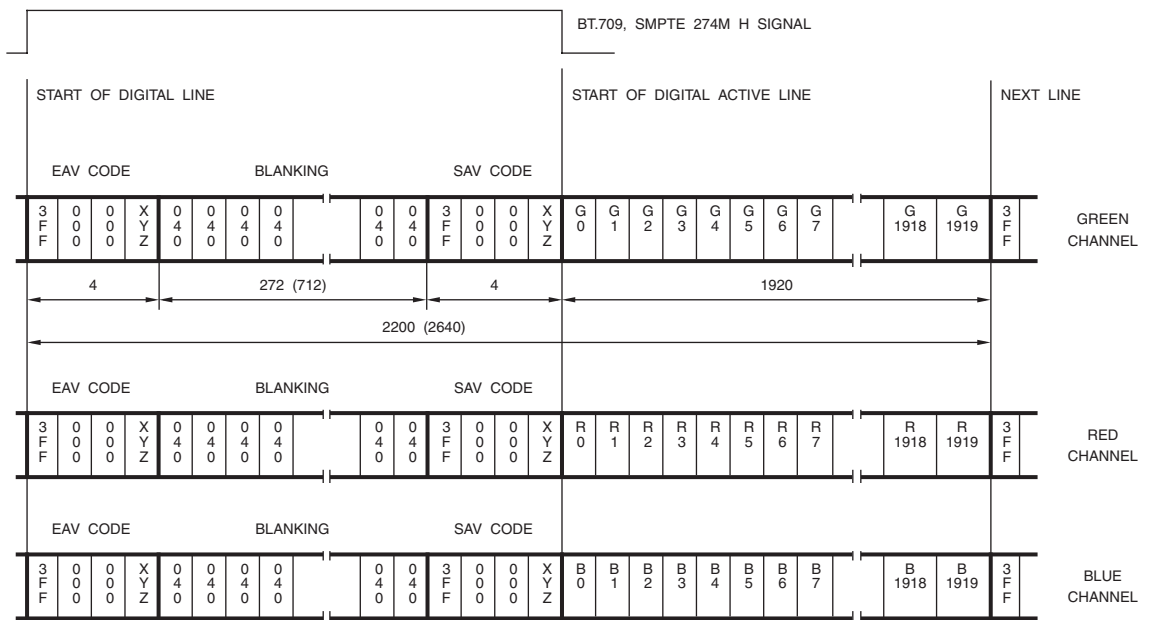 BT.709, SMPTE 274M H SIGNAL
START OF DIGITAL LINE START OF DIGITAL ACTIVE LINE NEXT LINE
EAV CODE BLANKING SAV CODE
3FF 000 000 XYZ 040 040 040 040 040 040 3FF 000 000 XYZ G0 G1 G2 G3 G4 G5 G6 G7 G1918 G1919 3FF GREEN CHANNEL
4 272 (712) 4 1920
2200 (2640)
EAV CODE BLANKING SAV CODE
3FF 000 000 XYZ 040 040 040 040 040 040 3FF 000 000 XYZ R0 R1 R2 R3 R4 R5 R6 R7 R1918 R1919 3FF RED CHANNEL
EAV CODE BLANKING SAV CODE
3FF 000 000 XYZ 040 040 040 040 040 040 3FF 000 000 XYZ B0 B1 B2 B3 B4 B5 B6 B7 B1918 B1919 3FF BLUE CHANNEL